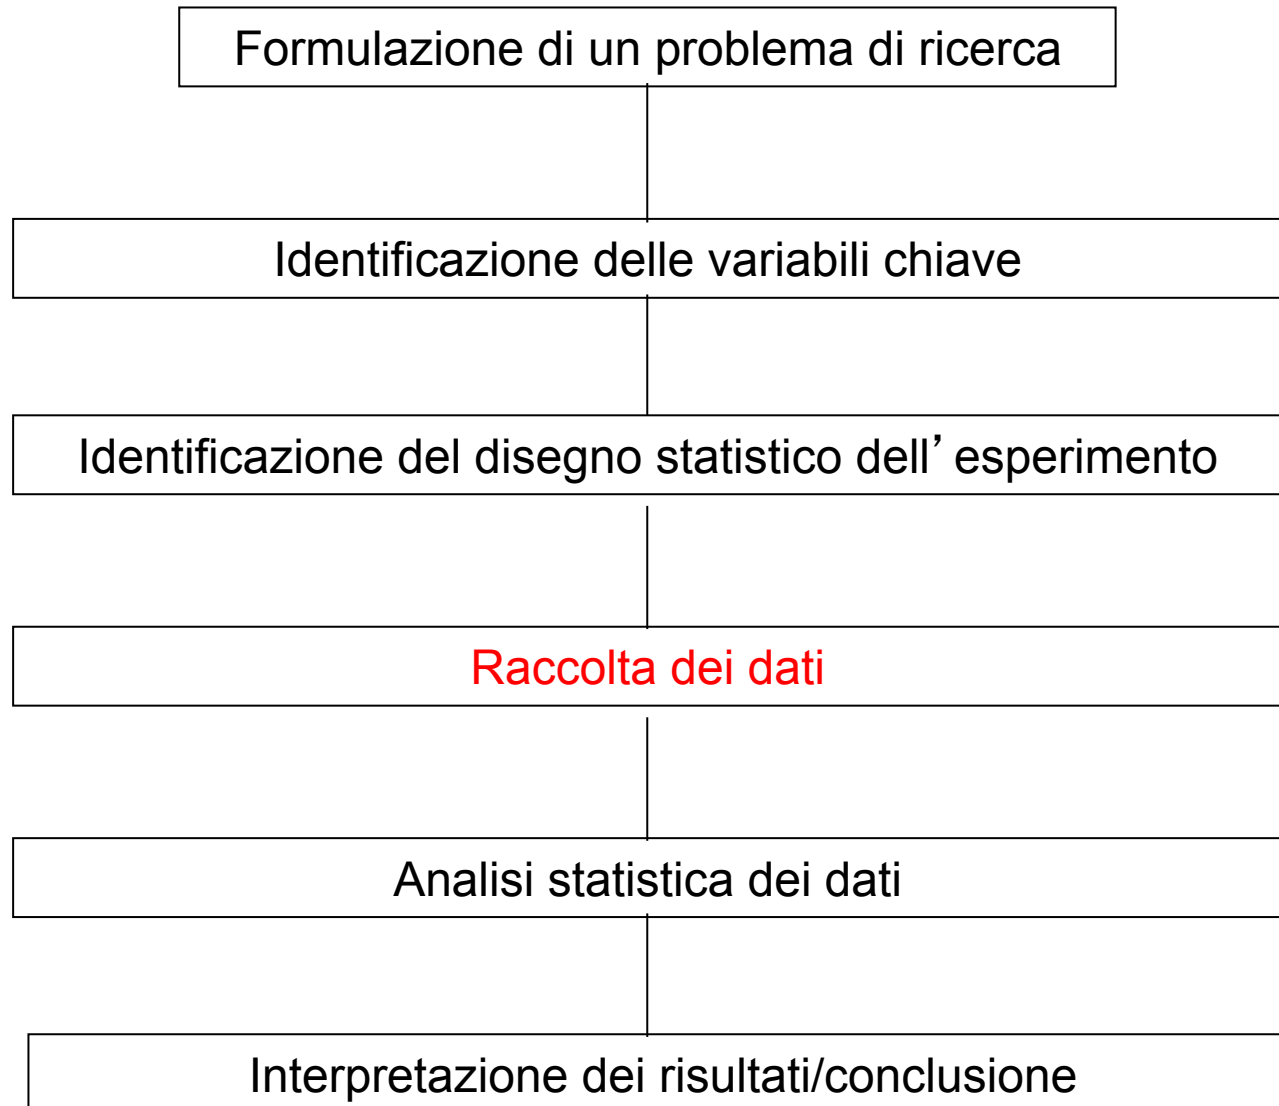 Formulazione di un problema di ricerca
Identificazione delle variabili chiave
Identificazione del disegno statistico dell’ esperimento
Raccolta dei dati
Analisi statistica dei dati
Interpretazione dei risultati/conclusione